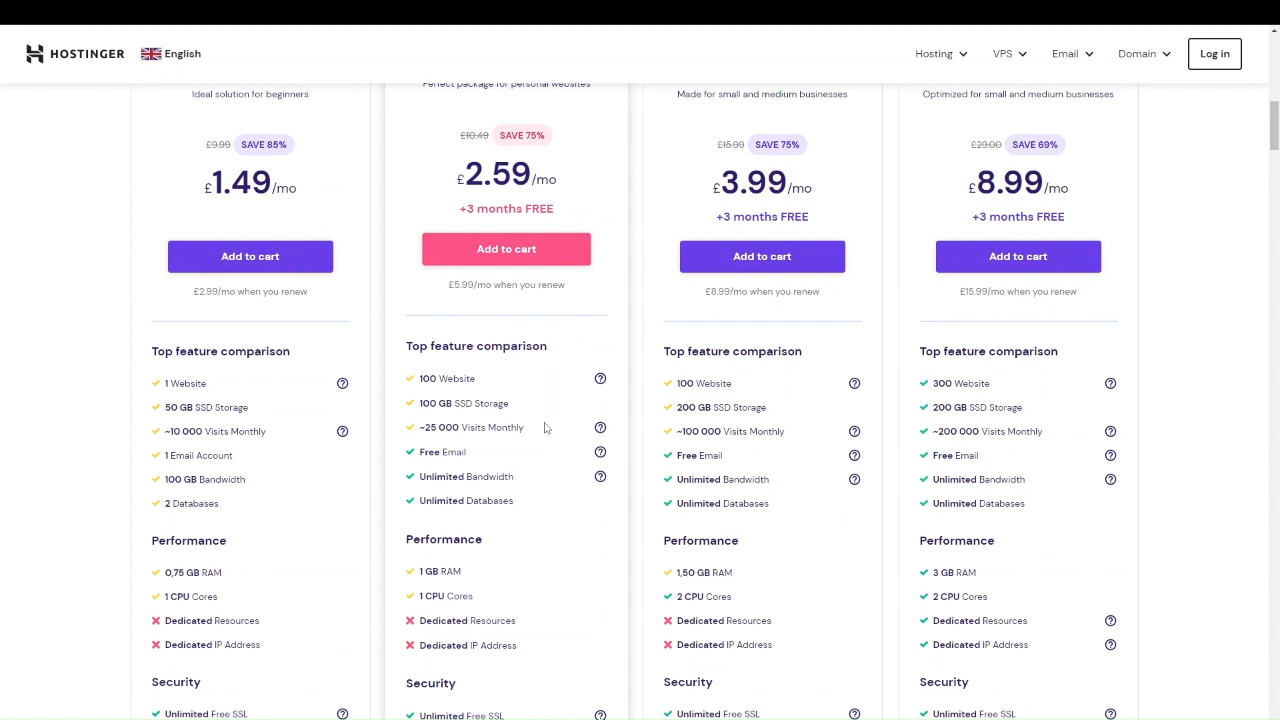 HOSTINGER
English
Hosting
VPS
Email
Domain
Log in
Ideal solution for beginners
£9.99 SAVE 85%
£1.49/mo
Add to cart
£2.99/mo when you renew
Top feature comparison
1 Website
50 GB SSD Storage
~10 000 Visits Monthly
1 Email Account
100 GB Bandwidth
2 Databases
Performance
0,75 GB RAM
1 CPU Cores
Dedicated Resources
Dedicated IP Address
Security
Unlimited Free SSL
Perfect package for personal websites
£10.49 SAVE 75%
£2.59/mo
+3 months FREE
Add to cart
£5.99/mo when you renew
Top feature comparison
100 Website
100 GB SSD Storage
~25 000 Visits Monthly
Free Email
Unlimited Bandwidth
Unlimited Databases
Performance
1 GB RAM
1 CPU Cores
Dedicated Resources
Dedicated IP Address
Security
Unlimited Free SSL
Made for small and medium businesses
£15.99 SAVE 75%
£3.99/mo
+3 months FREE
Add to cart
£8.99/mo when you renew
Top feature comparison
100 Website
200 GB SSD Storage
~100 000 Visits Monthly
Free Email
Unlimited Bandwidth
Unlimited Databases
Performance
1,50 GB RAM
2 CPU Cores
Dedicated Resources
Dedicated IP Address
Security
Unlimited Free SSL
Optimized for small and medium businesses
£29.00 SAVE 69%
£8.99/mo
+3 months FREE
Add to cart
£15.99/mo when you renew
Top feature comparison
300 Website
200 GB SSD Storage
~200 000 Visits Monthly
Free Email
Unlimited Bandwidth
Unlimited Databases
Performance
3 GB RAM
2 CPU Cores
Dedicated Resources
Dedicated IP Address
Security
Unlimited Free SSL